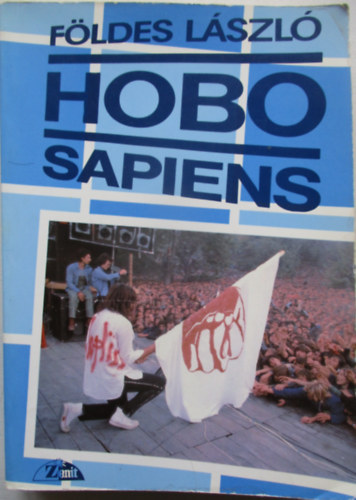 FÖLDES LÁSZLÓ
HOBO
SAPIENS
Zenit